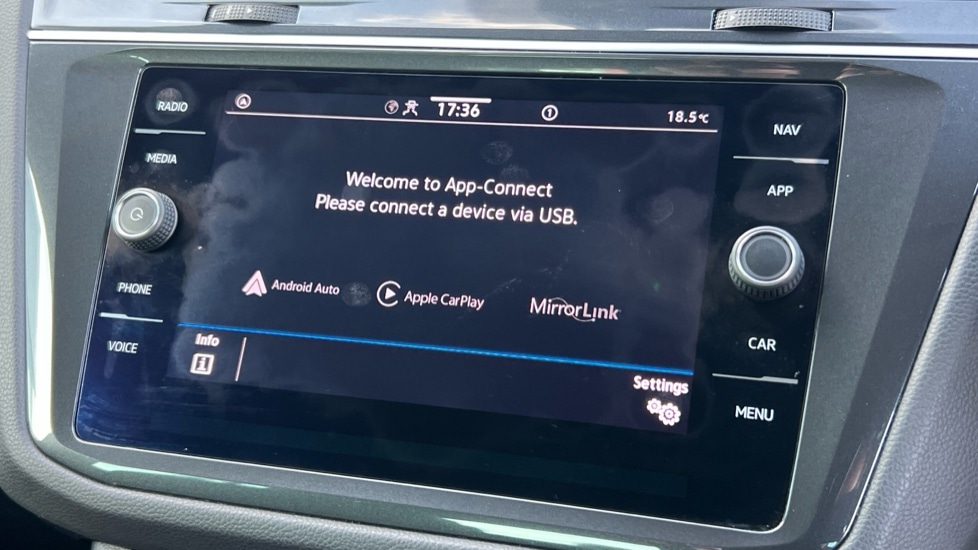 RADIO
MEDIA
PHONE
VOICE
17:36
1
18.5°C
Welcome to App-Connect
Please connect a device via USB.
Android Auto
Apple CarPlay
MirrorLink
Info
i
Settings
NAV
APP
CAR
MENU